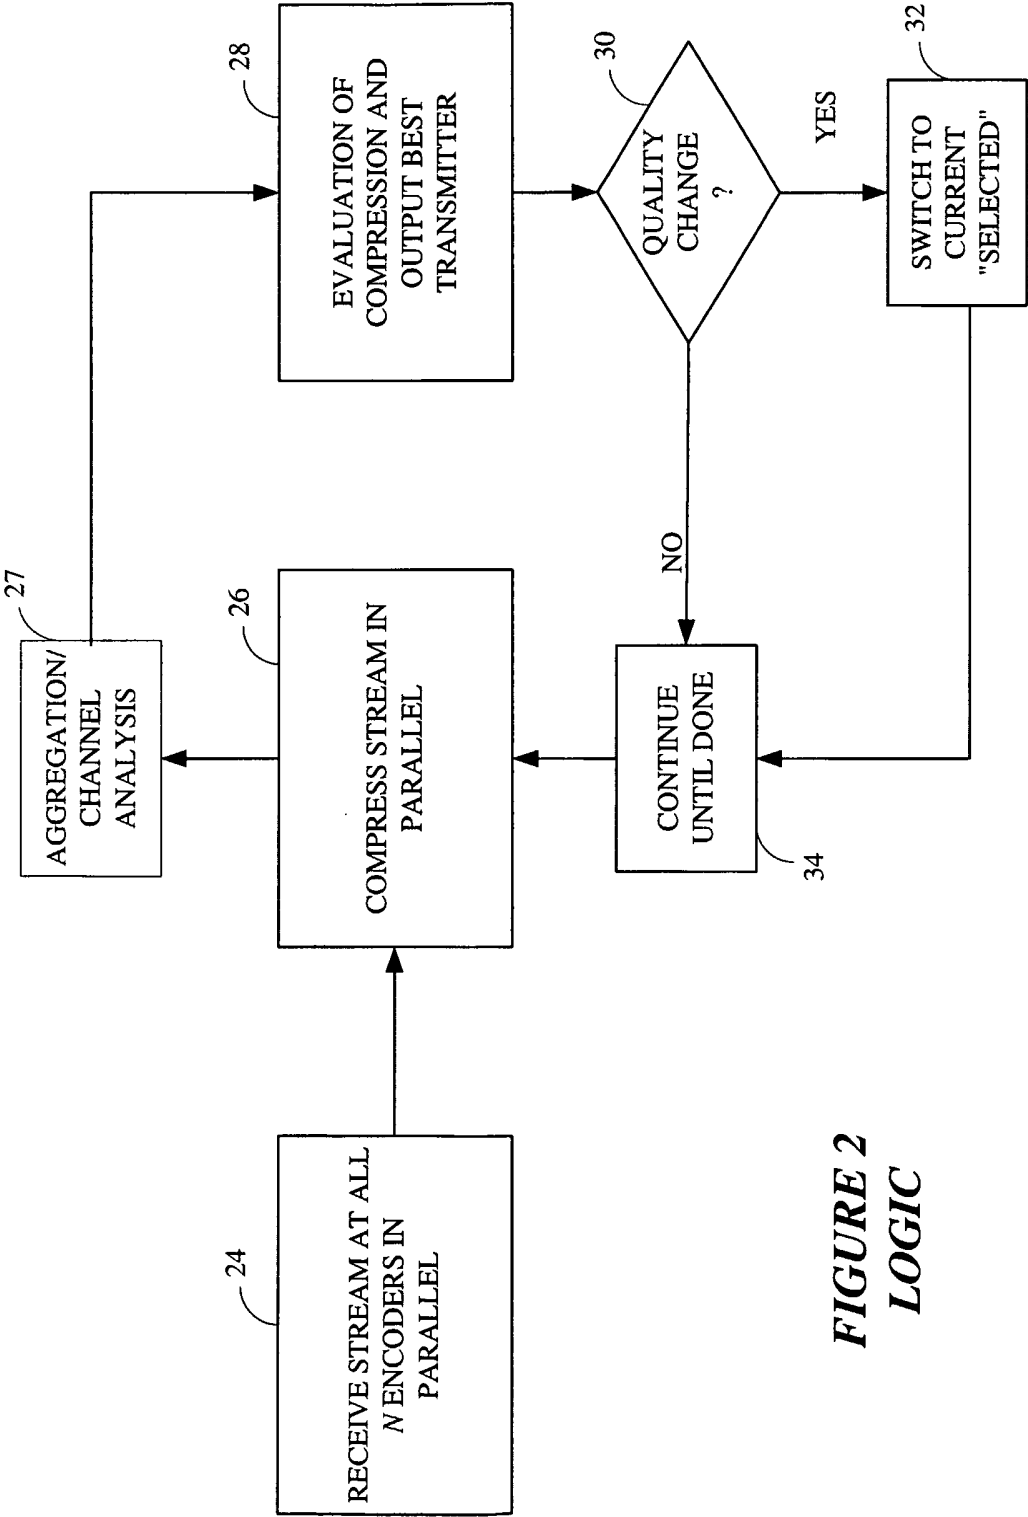 24
RECEIVE STREAM AT ALL
N ENCODERS IN
PARALLEL
26
COMPRESS STREAM IN
PARALLEL
27
AGGREGATION/
CHANNEL
ANALYSIS
28
EVALUATION OF
COMPRESSION AND
OUTPUT BEST
TRANSMITTER
30
QUALITY
CHANGE
?
NO
YES
32
SWITCH TO
CURRENT
"SELECTED"
CONTINUE
UNTIL DONE
34
FIGURE 2
LOGIC